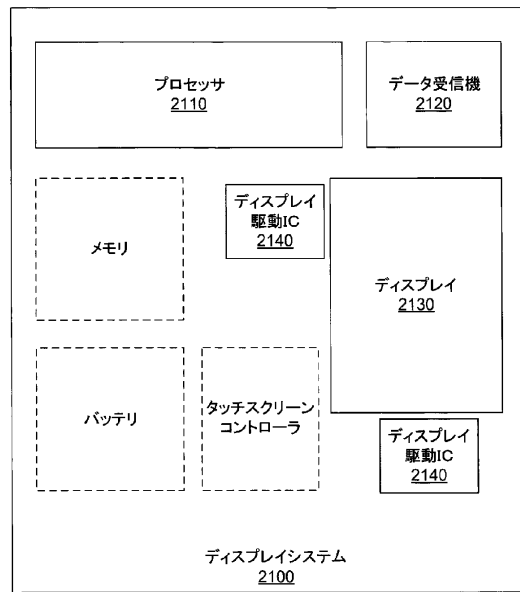 プロセッサ
2110
データ受信機
2120
メモリ
ディスプレイ
駆動IC
2140
ディスプレイ
2130
バッテリ
タッチスクリーン
コントローラ
ディスプレイ
駆動IC
2140
ディスプレイシステム
2100